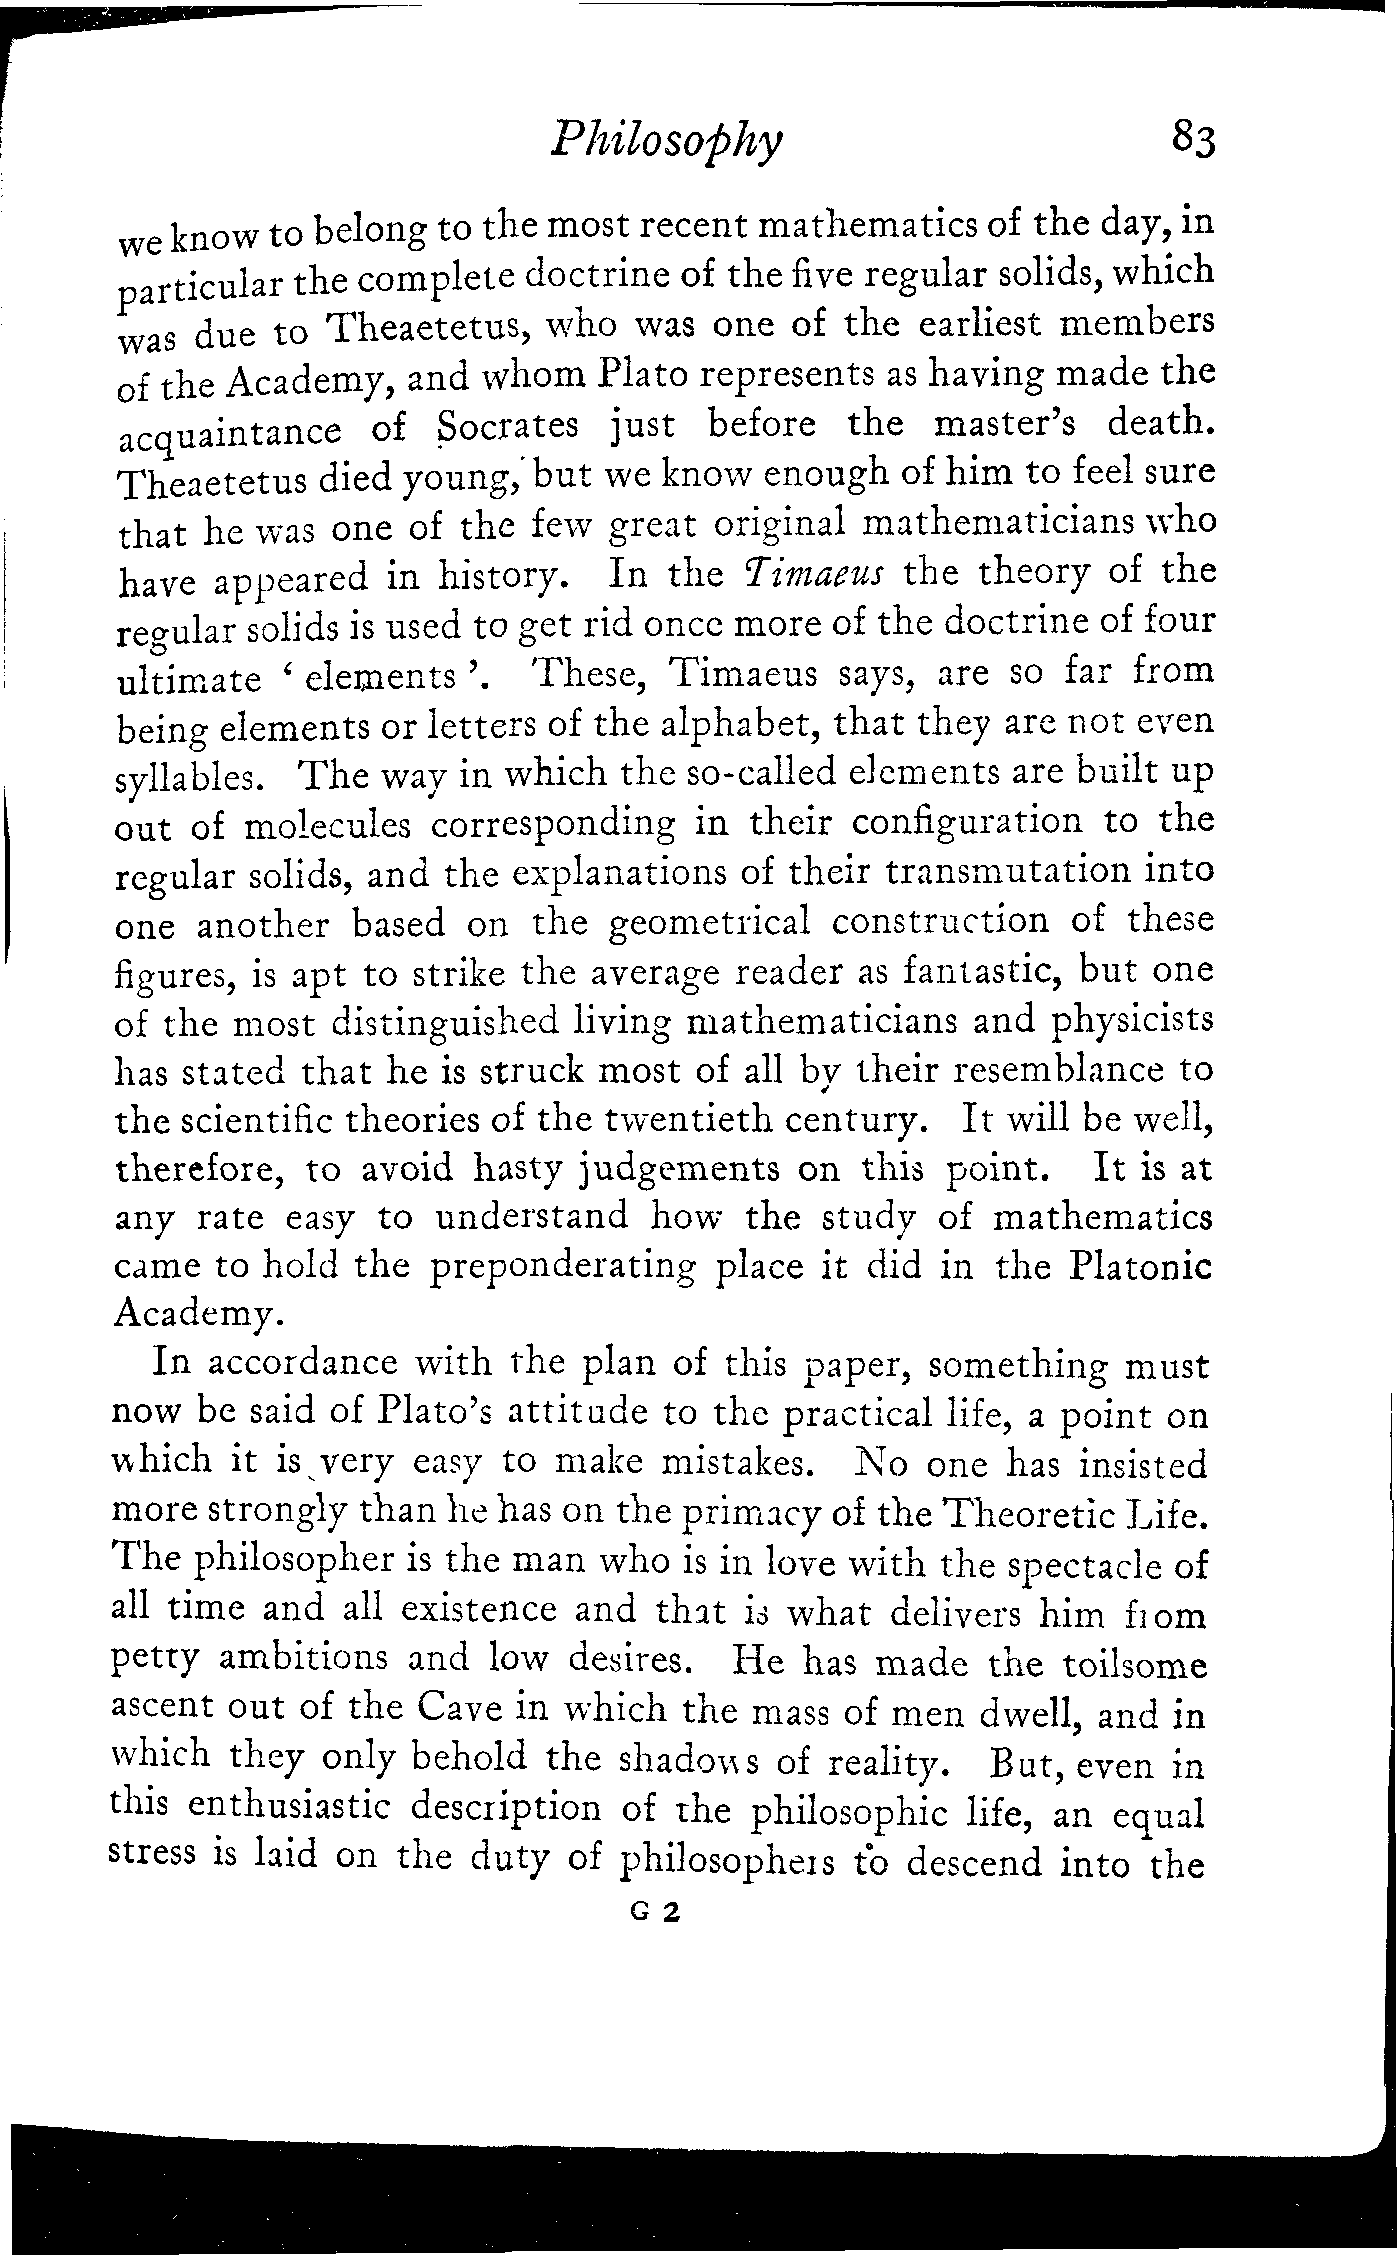 Philosophy 83
we know to belong to the most recent mathematics of the day, in
particular the complete doctrine of the five regular solids, which
was due to Theaetetus, who was one of the earliest members
of the Academy, and whom Plato represents as having made the
acquaintance of Socrates just before the master's death.
Theaetetus died young, but we know enough of him to feel sure
that he was one of the few great original mathematicians who
have appeared in history. In the Timaeus the theory of the
regular solids is used to get rid once more of the doctrine of four
ultimate ‘ elements ’. These, Timaeus says, are so far from
being elements or letters of the alphabet, that they are not even
syllables. The way in which the so-called elements are built up
out of molecules corresponding in their configuration to the
regular solids, and the explanations of their transmutation into
one another based on the geometrical construction of these
figures, is apt to strike the average reader as fantastic, but one
of the most distinguished living mathematicians and physicists
has stated that he is struck most of all by their resemblance to
the scientific theories of the twentieth century. It will be well,
therefore, to avoid hasty judgements on this point. It is at
any rate easy to understand how the study of mathematics
came to hold the preponderating place it did in the Platonic
Academy.
In accordance with the plan of this paper, something must
now be said of Plato's attitude to the practical life, a point on
which it is very easy to make mistakes. No one has insisted
more strongly than he has on the primacy of the Theoretic Life.
The philosopher is the man who is in love with the spectacle of
all time and all existence and that is what delivers him from
petty ambitions and low desires. He has made the toilsome
ascent out of the Cave in which the mass of men dwell, and in
which they only behold the shadows of reality. But, even in
this enthusiastic description of the philosophic life, an equal
stress is laid on the duty of philosophers to descend into the
G 2